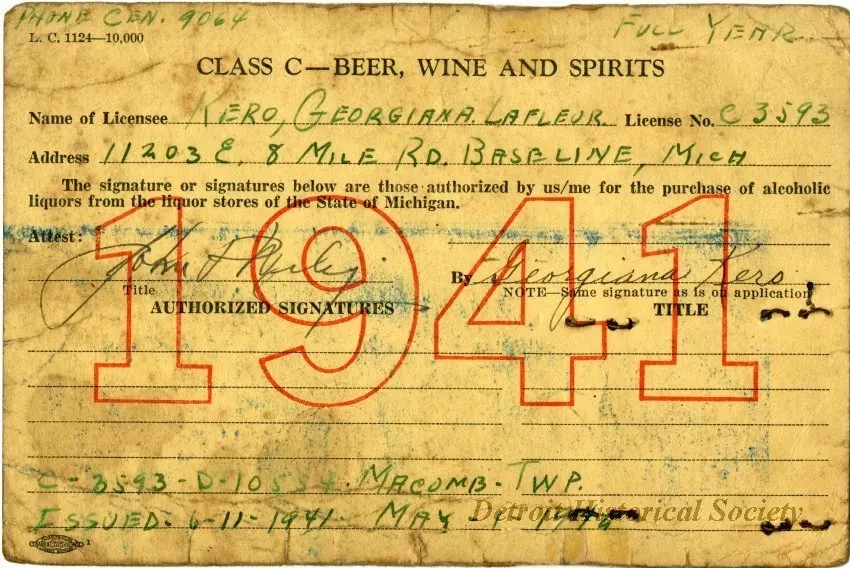 PHONE CEN. 9064
FULL YEAR
L. C. 1124—10,000
CLASS C—BEER, WINE AND SPIRITS
Name of Licensee KERO, GEORGIANA. LAFLEUR. License No. C 3593
Address 11203 E. 8 MILE RD. BASELINE, MICH
The signature or signatures below are those authorized by us/me for the purchase of alcoholic
liquors from the liquor stores of the State of Michigan.
1941
Attest:
John
By Georgiana Kero
Title
NOTE—Same signature as is on application
AUTHORIZED SIGNATURES TITLE
C-3593-D-10554. MACOMB. TWP.
ISSUED. 6-11-1941. MAY
Detroit Historical Society